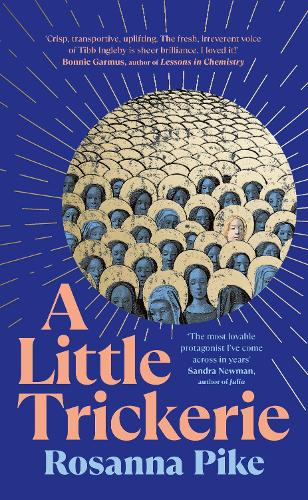 'Crisp, transportive, uplifting. The fresh, irreverent voice
of Tibb Ingleby is sheer brilliance. I loved it!'
Bonnie Garmus, author of Lessons in Chemistry
A
Little
Trickerie
'The most lovable
protagonist I've come
across in years'
Sandra Newman,
author of Julia
Rosanna Pike